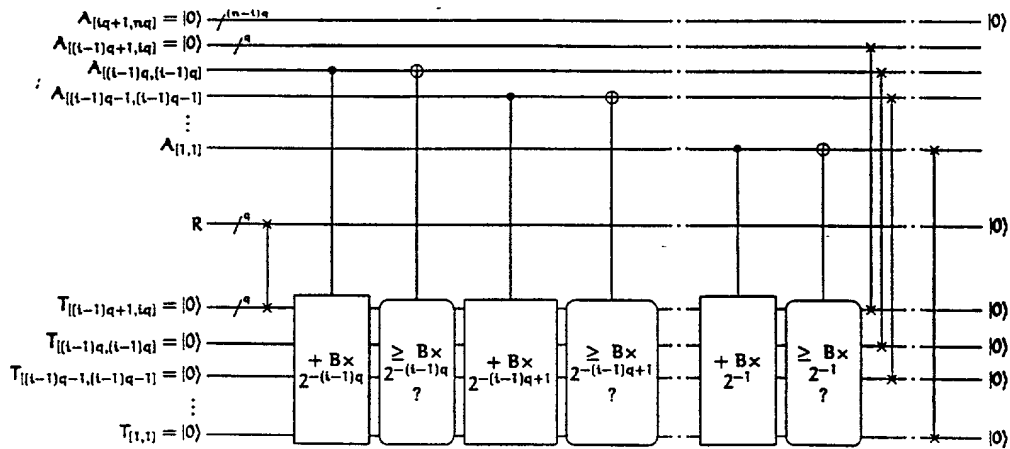 A[iq+1,nq] = |0⟩ (n−i)q |0⟩
A[(i−1)q+1,iq] = |0⟩ q
A[(i−1)q,(i−1)q]
A[(i−1)q−1,(i−1)q−1]
⋮
A[1,1]
R q |0⟩
T[(i−1)q+1,iq] = |0⟩ q |0⟩
T[(i−1)q,(i−1)q] = |0⟩ |0⟩
T[(i−1)q−1,(i−1)q−1] = |0⟩ |0⟩
⋮
T[1,1] = |0⟩ |0⟩
+ B×
2^−(i−1)q
≥ B×
2^−(i−1)q
?
+ B×
2^−(i−1)q+1
≥ B×
2^−(i−1)q+1
?
+ B×
2^−1
≥ B×
2^−1
?